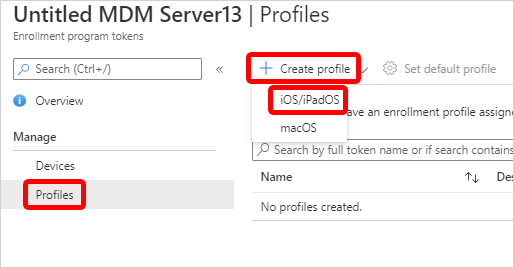 Untitled MDM Server13 | Profiles
Enrollment program tokens
Search (Ctrl+/)
«
Create profile
Set default profile
Overview
iOS/iPadOS
ave an enrollment profile assigne
macOS
Manage
Search by full token name or if search contains
Devices
Name
↑↓
Des
Profiles
No profiles created.